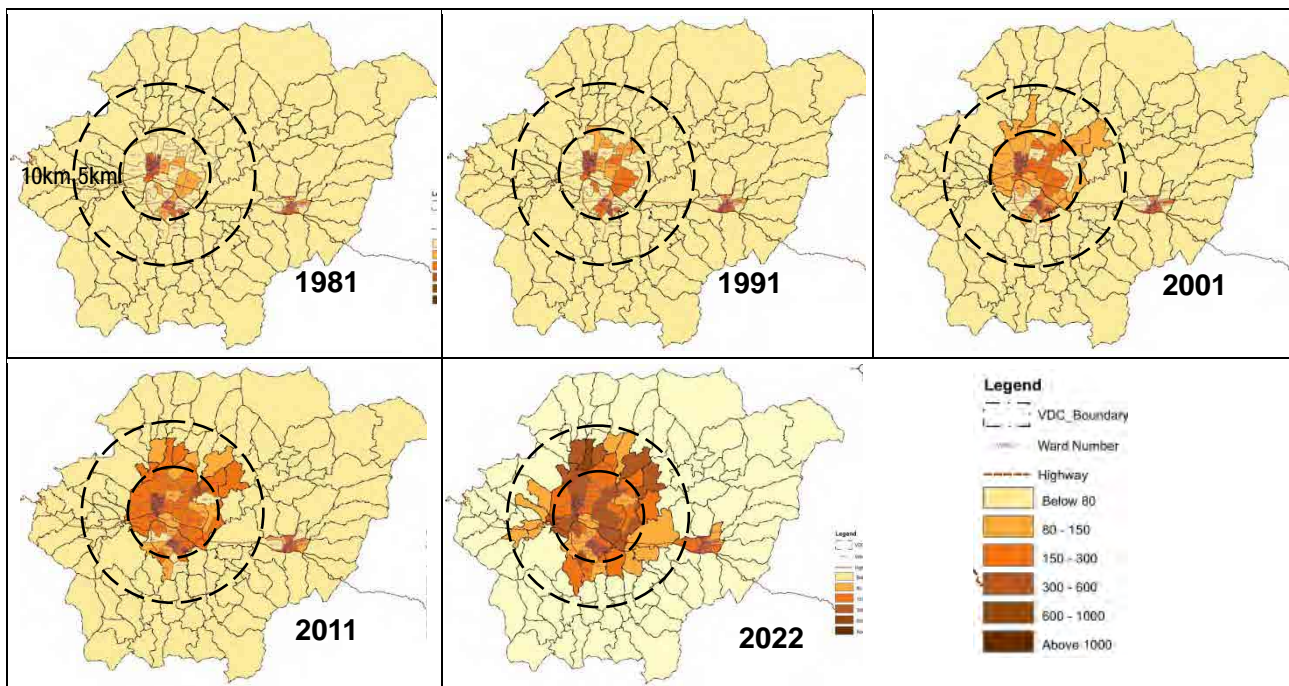 10km 5km
1981
1991
2001
2011
2022
Legend
Legend
VDC_Boundary
Ward Number
Highway
Below 80
80 - 150
150 - 300
300 - 600
600 - 1000
Above 1000